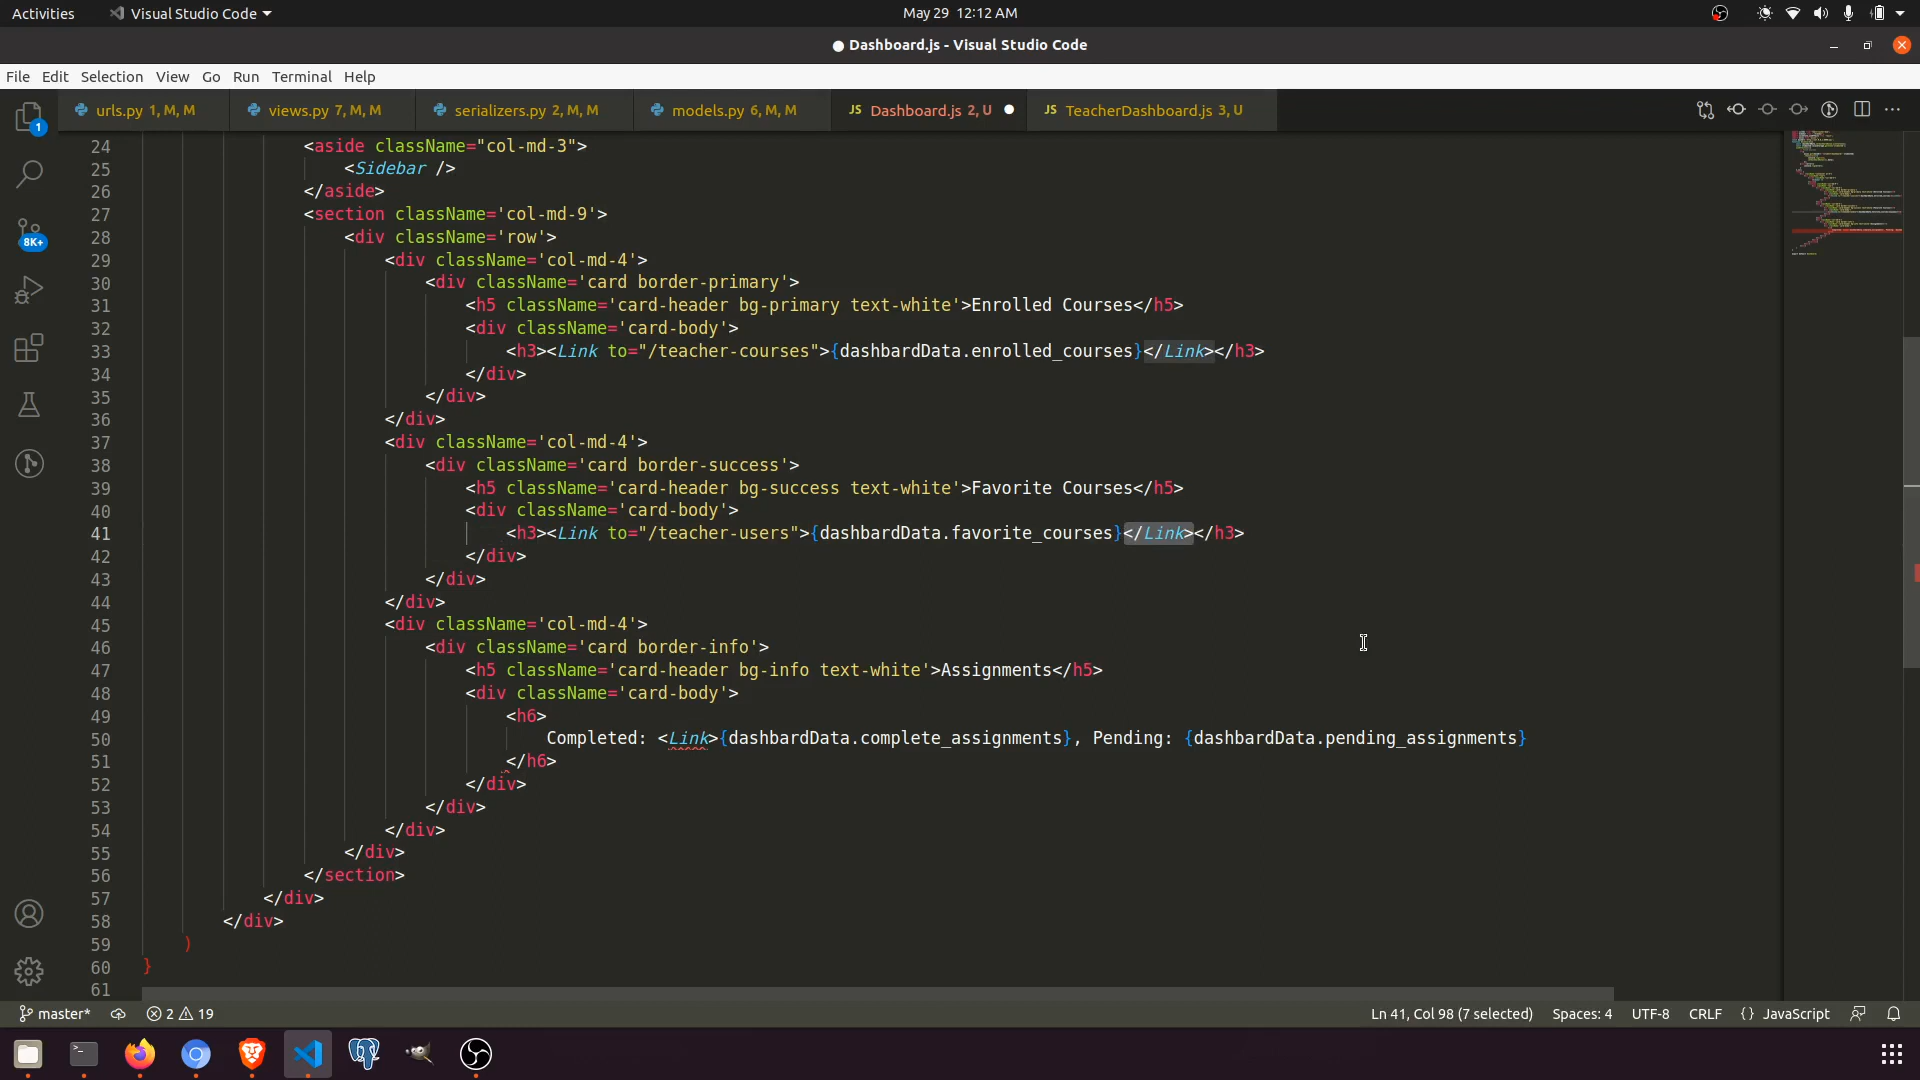 Activities Visual Studio Code May 29 12:12 AM
Dashboard.js - Visual Studio Code
File Edit Selection View Go Run Terminal Help
urls.py 1, M, M views.py 7, M, M serializers.py 2, M, M models.py 6, M, M JS Dashboard.js 2, U JS TeacherDashboard.js 3, U
1
8K+
24 <aside className="col-md-3">
25 <Sidebar />
26 </aside>
27 <section className='col-md-9'>
28 <div className='row'>
29 <div className='col-md-4'>
30 <div className='card border-primary'>
31 <h5 className='card-header bg-primary text-white'>Enrolled Courses</h5>
32 <div className='card-body'>
33 <h3><Link to="/teacher-courses">{dashbardData.enrolled_courses}</Link></h3>
34 </div>
35 </div>
36 </div>
37 <div className='col-md-4'>
38 <div className='card border-success'>
39 <h5 className='card-header bg-success text-white'>Favorite Courses</h5>
40 <div className='card-body'>
41 <h3><Link to="/teacher-users">{dashbardData.favorite_courses}</Link></h3>
42 </div>
43 </div>
44 </div>
45 <div className='col-md-4'>
46 <div className='card border-info'>
47 <h5 className='card-header bg-info text-white'>Assignments</h5>
48 <div className='card-body'>
49 <h6>
50 Completed: <Link>{dashbardData.complete_assignments}, Pending: {dashbardData.pending_assignments}
51 </h6>
52 </div>
53 </div>
54 </div>
55 </div>
56 </section>
57 </div>
58 </div>
59 )
60 }
61
master* 2 19 Ln 41, Col 98 (7 selected) Spaces: 4 UTF-8 CRLF {} JavaScript